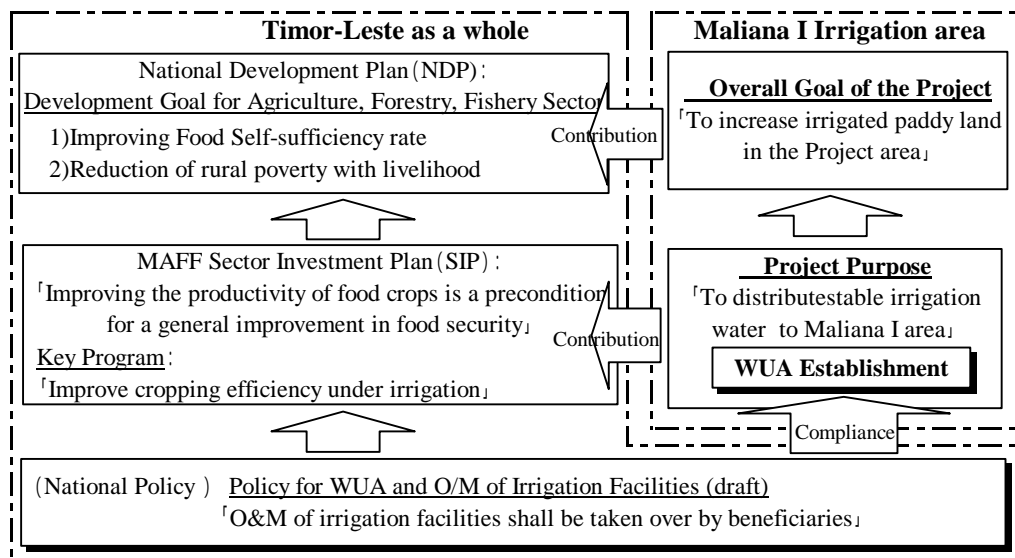 Timor-Leste as a whole
National Development Plan (NDP):
Development Goal for Agriculture, Forestry, Fishery Sector
1)Improving Food Self-sufficiency rate
2)Reduction of rural poverty with livelihood
Contribution
Maliana I Irrigation area
Overall Goal of the Project
「To increase irrigated paddy land
in the Project area」
MAFF Sector Investment Plan (SIP):
「Improving the productivity of food crops is a precondition
for a general improvement in food security」
Key Program:
「Improve cropping efficiency under irrigation」
Contribution
Project Purpose
「To distributestable irrigation
water to Maliana I area」
WUA Establishment
Compliance
(National Policy) Policy for WUA and O/M of Irrigation Facilities (draft)
「O&M of irrigation facilities shall be taken over by beneficiaries」